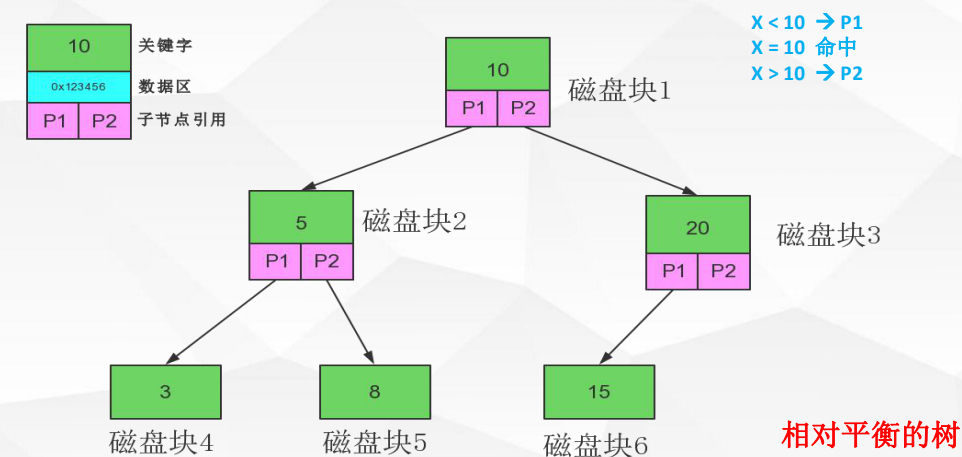 10 关键字
0x123456 数据区
P1 P2 子节点引用
X < 10 → P1
X = 10 命中
X > 10 → P2
10
P1 P2
磁盘块1
5
P1 P2
磁盘块2
20
P1 P2
磁盘块3
3
磁盘块4
8
磁盘块5
15
磁盘块6
相对平衡的树